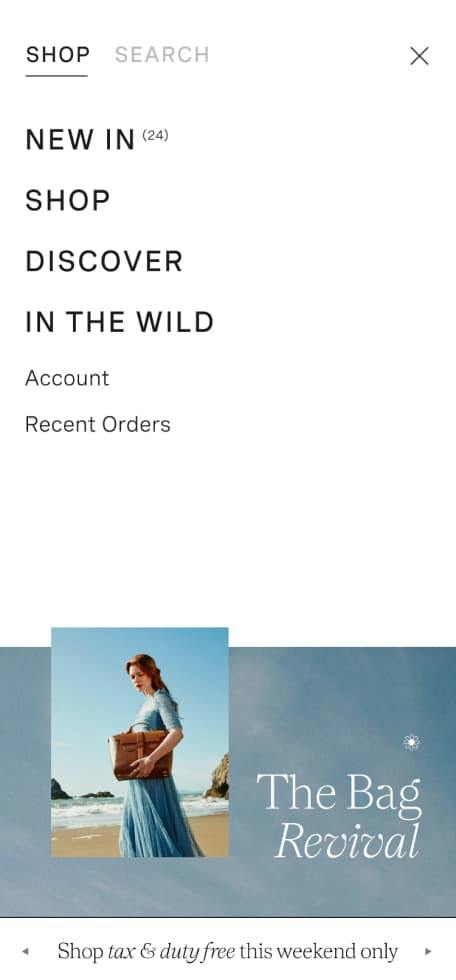 SHOP SEARCH
NEW IN (24)
SHOP
DISCOVER
IN THE WILD
Account
Recent Orders
The Bag
Revival
Shop tax & duty free this weekend only